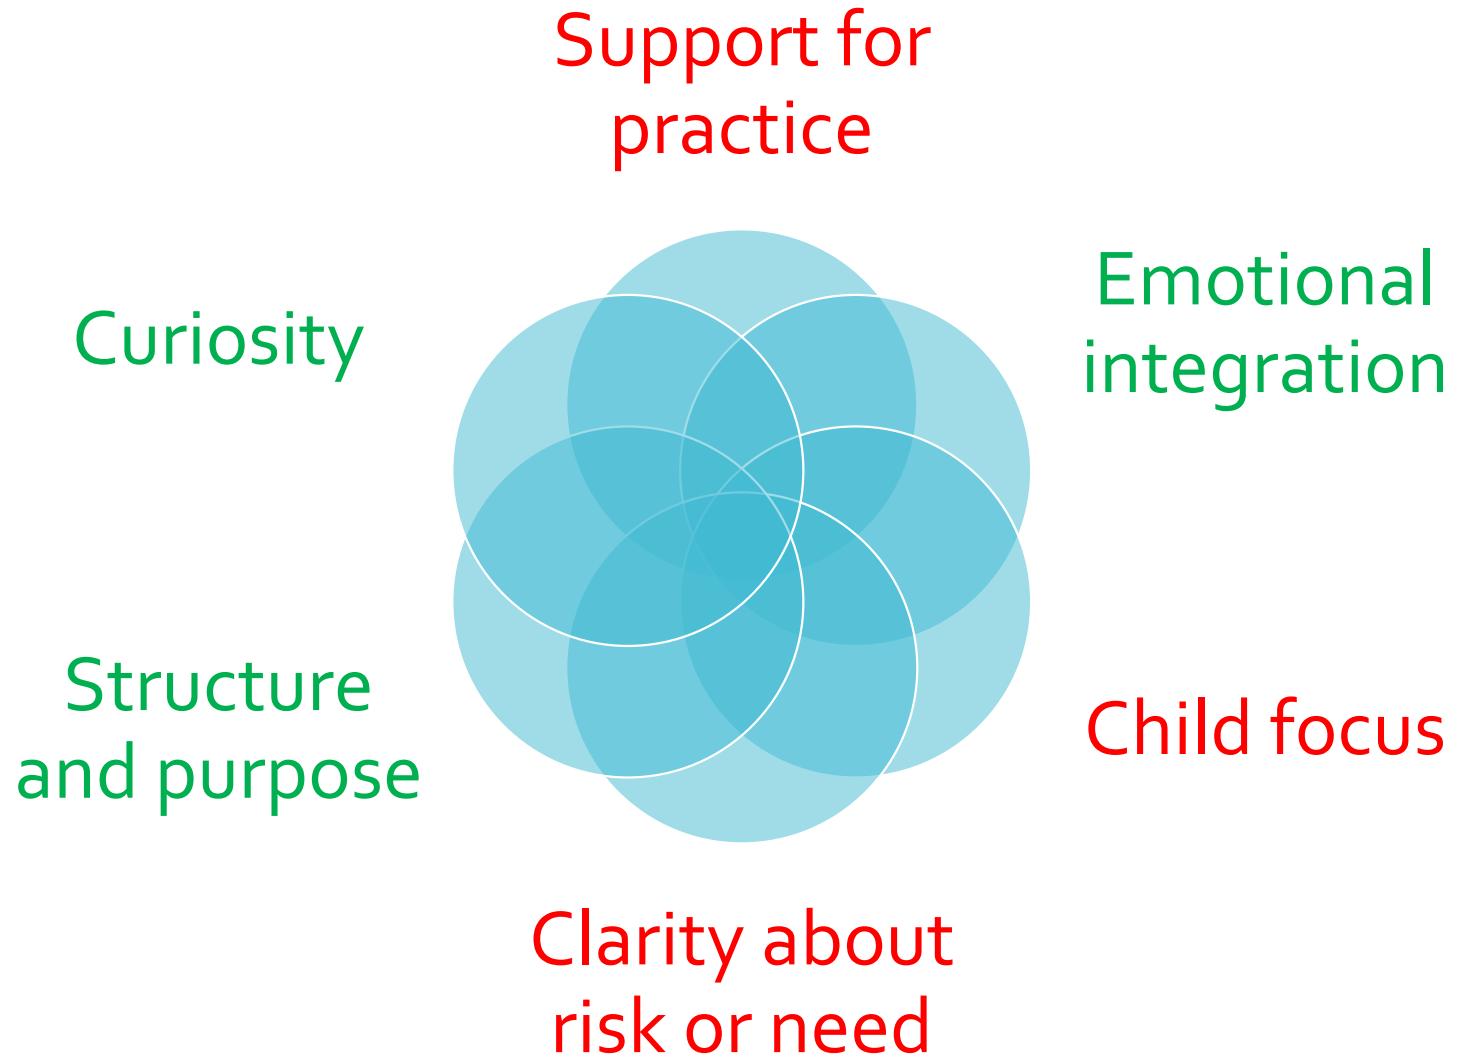 Support for
practice
Emotional
integration
Curiosity
Structure
and purpose
Child focus
Clarity about
risk or need